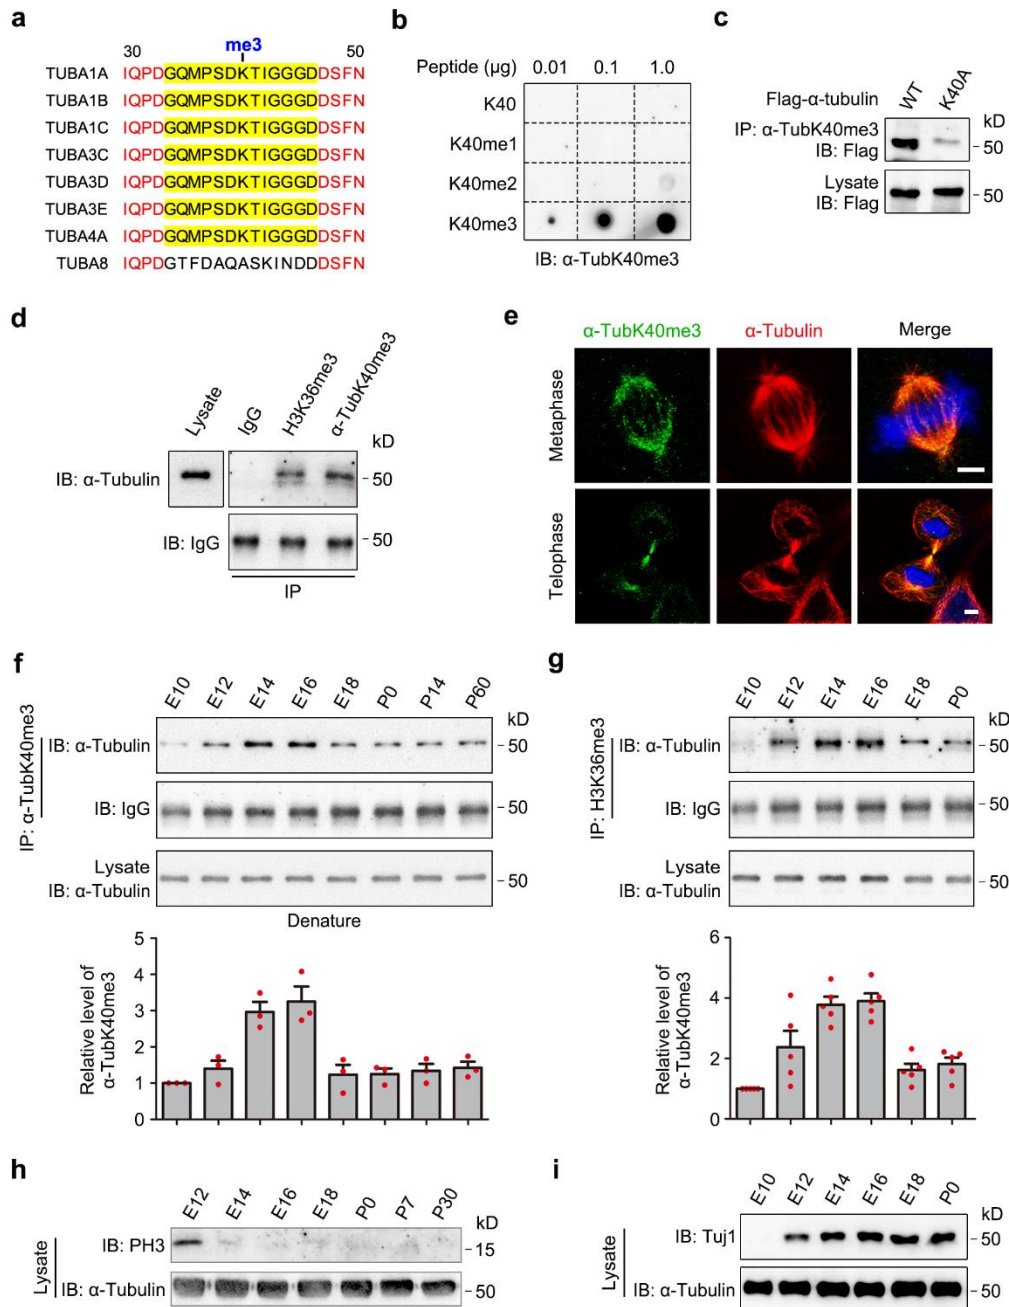 a
me3
30 50
TUBA1A IQPDGQMPSDKTIGGGDDSFN
TUBA1B IQPDGQMPSDKTIGGGDDSFN
TUBA1C IQPDGQMPSDKTIGGGDDSFN
TUBA3C IQPDGQMPSDKTIGGGDDSFN
TUBA3D IQPDGQMPSDKTIGGGDDSFN
TUBA3E IQPDGQMPSDKTIGGGDDSFN
TUBA4A IQPDGQMPSDKTIGGGDDSFN
TUBA8 IQPDGTFDAQASKINDDDSFN
b
Peptide (μg) 0.01 0.1 1.0
K40
K40me1
K40me2
K40me3
IB: α-TubK40me3
c
Flag-α-tubulin WT K40A
kD
IP: α-TubK40me3
IB: Flag
50
Lysate
IB: Flag
50
d
Lysate IgG H3K36me3 α-TubK40me3
kD
IB: α-Tubulin 50
IB: IgG 50
IP
e
α-TubK40me3 α-Tubulin Merge
Metaphase
Telophase
f
E10 E12 E14 E16 E18 P0 P14 P60
kD
IP: α-TubK40me3
IB: α-Tubulin 50
IB: IgG 50
Lysate
IB: α-Tubulin
50
Denature
Relative level of
α-TubK40me3
5
4
3
2
1
0
g
E10 E12 E14 E16 E18 P0
kD
IP: H3K36me3
IB: α-Tubulin 50
IB: IgG 50
Lysate
IB: α-Tubulin
50
Relative level of
α-TubK40me3
6
4
2
0
h
E12 E14 E16 E18 P0 P7 P30
kD
Lysate
IB: PH3 15
IB: α-Tubulin 50
i
E10 E12 E14 E16 E18 P0
kD
Lysate
IB: Tuj1 50
IB: α-Tubulin 50